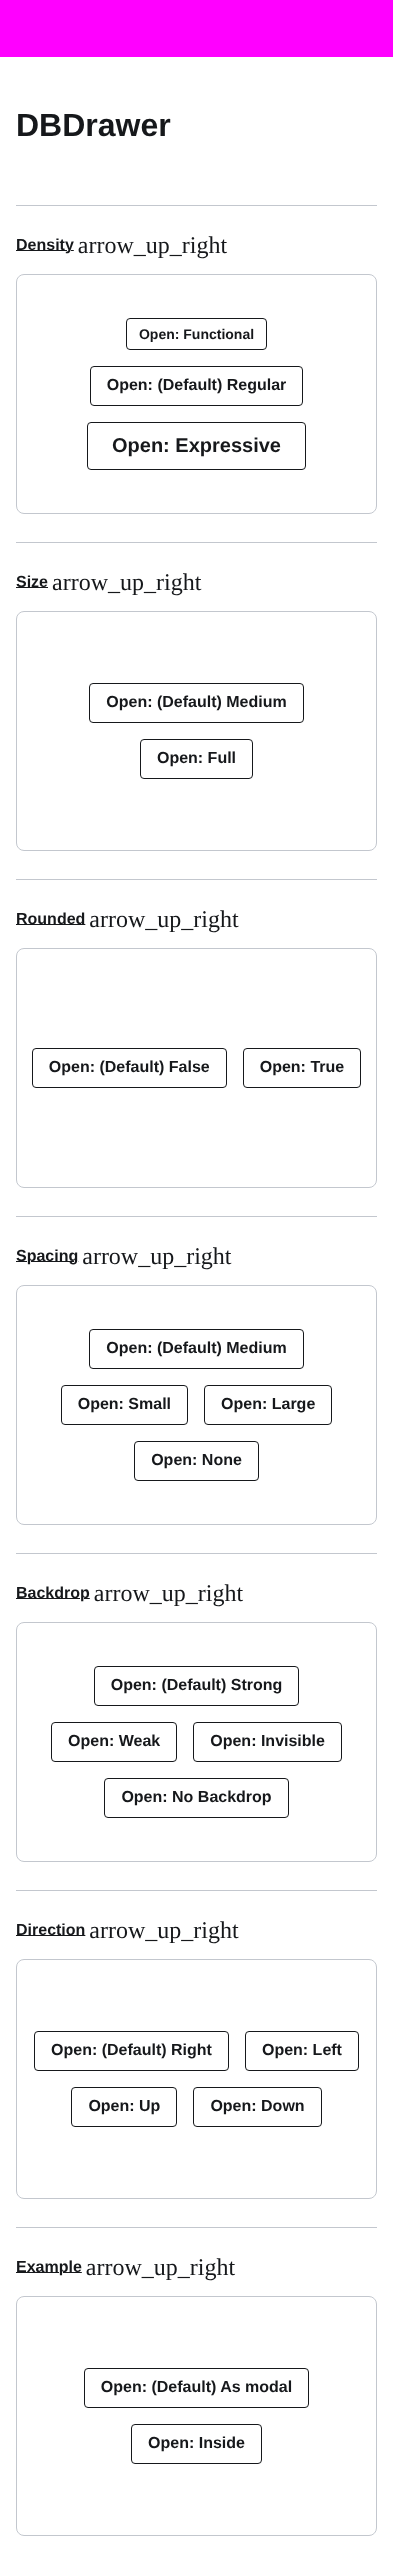 DBDrawer
Density arrow_up_right
Open: Functional
Open: (Default) Regular
Open: Expressive
Size arrow_up_right
Open: (Default) Medium
Open: Full
Rounded arrow_up_right
Open: (Default) False Open: True
Spacing arrow_up_right
Open: (Default) Medium
Open: Small Open: Large
Open: None
Backdrop arrow_up_right
Open: (Default) Strong
Open: Weak Open: Invisible
Open: No Backdrop
Direction arrow_up_right
Open: (Default) Right Open: Left
Open: Up Open: Down
Example arrow_up_right
Open: (Default) As modal
Open: Inside